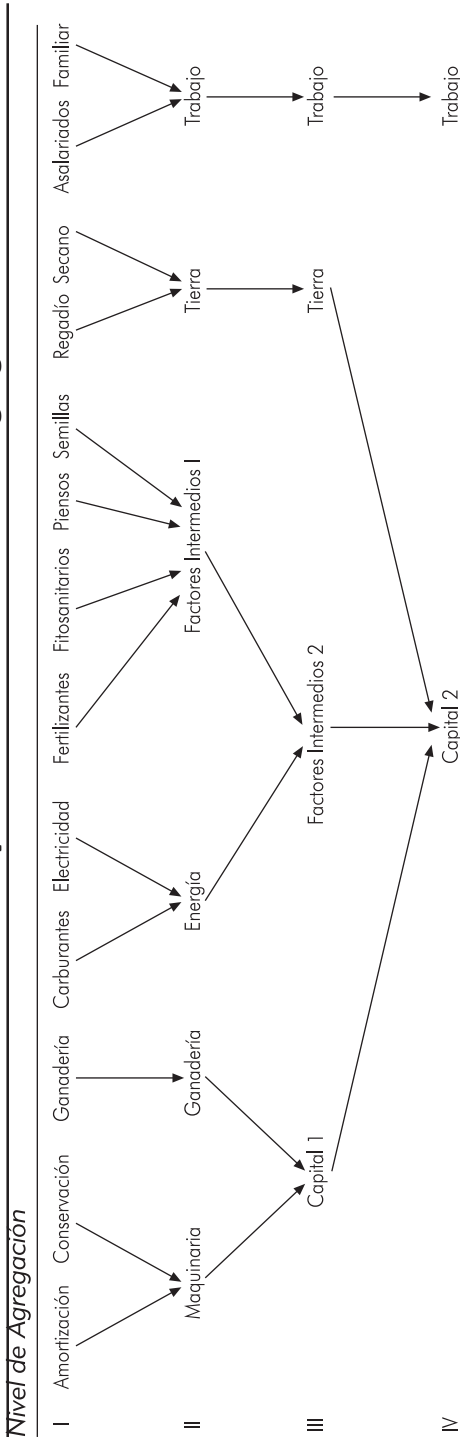 Nivel de Agregación
I Amortización Conservación Ganadería Carburantes Electricidad Fertilizantes Fitosanitarios Piensos Semillas Regadío Secano Asalariados Familiar
II Maquinaria Ganadería Energía Factores Intermedios I Tierra Trabajo
III Capital 1 Factores Intermedios 2 Tierra Trabajo
IV Capital 2 Trabajo